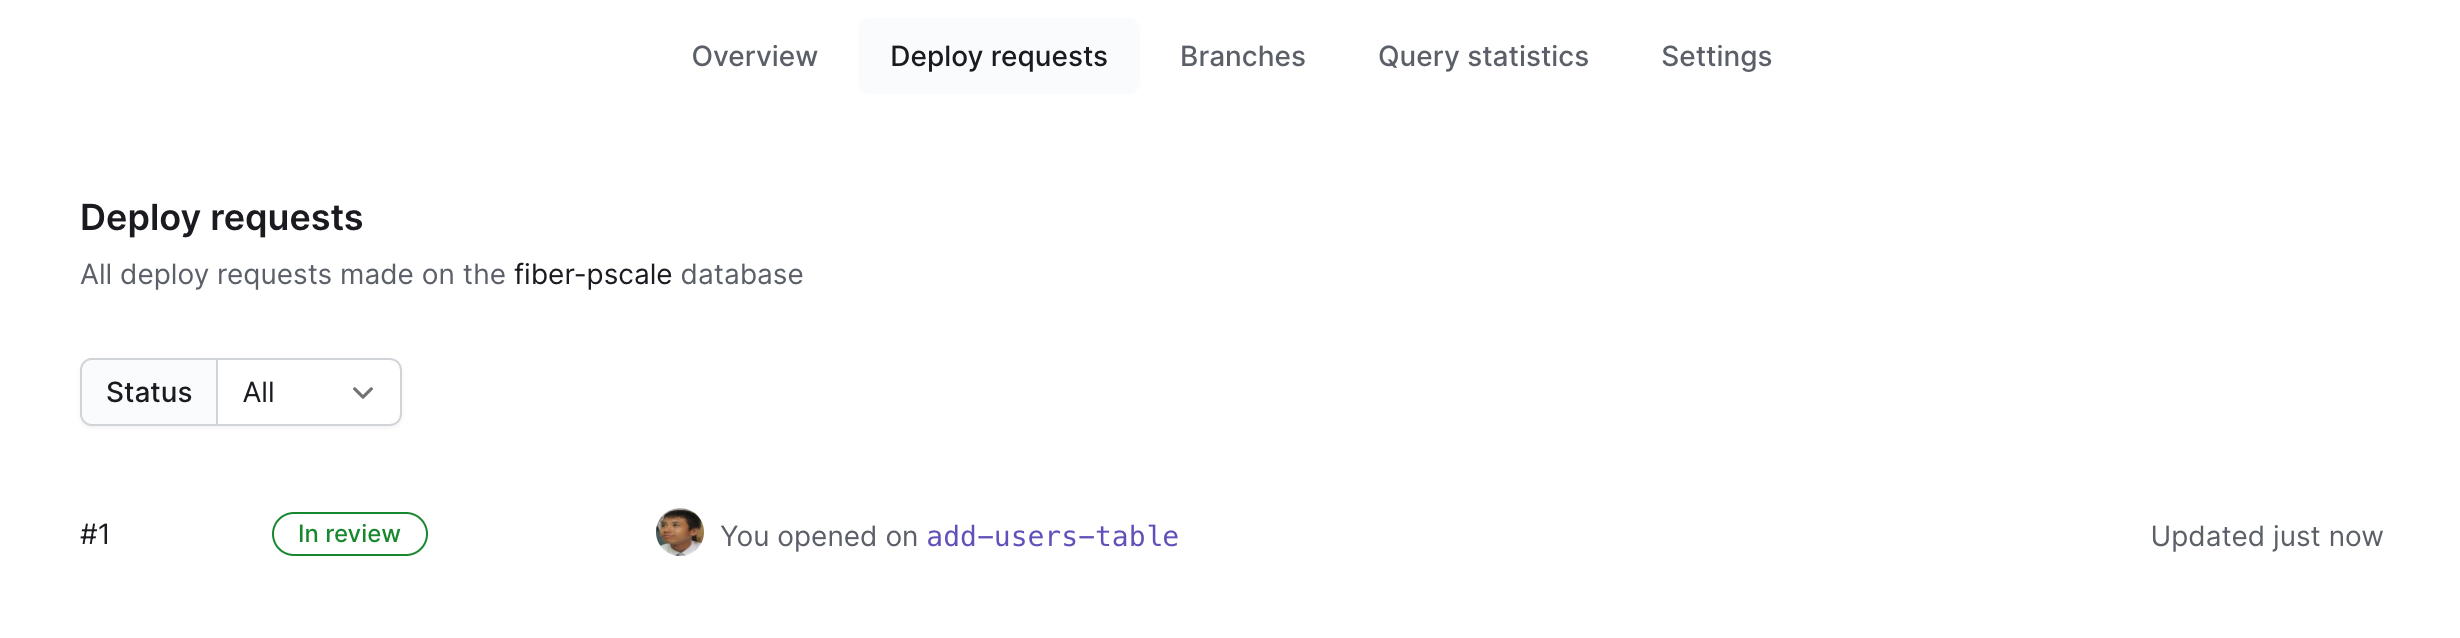 Overview Deploy requests Branches Query statistics Settings
Deploy requests
All deploy requests made on the fiber-pscale database
Status All
#1 In review You opened on add-users-table Updated just now